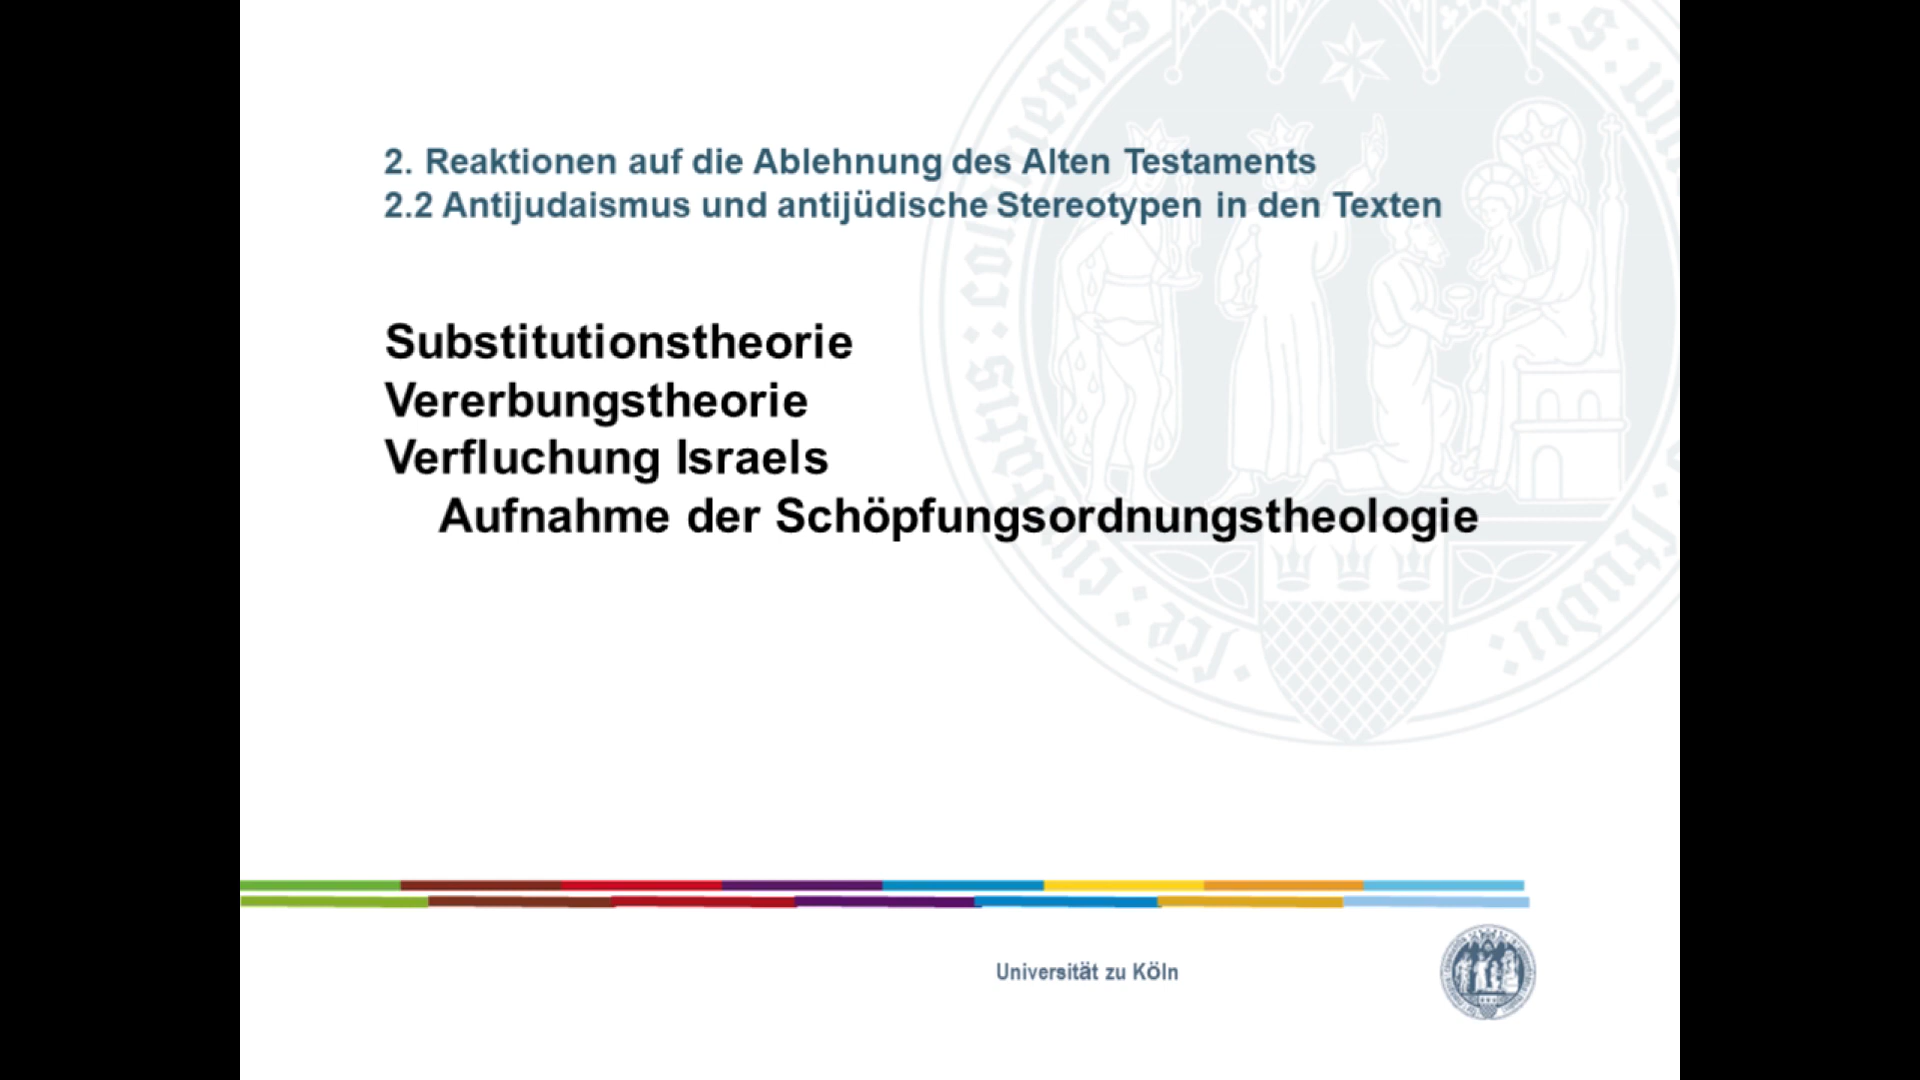 2. Reaktionen auf die Ablehnung des Alten Testaments
2.2 Antijudaismus und antijüdische Stereotypen in den Texten
Substitutionstheorie
Vererbungstheorie
Verfluchung Israels
Aufnahme der Schöpfungsordnungstheologie
Universität zu Köln